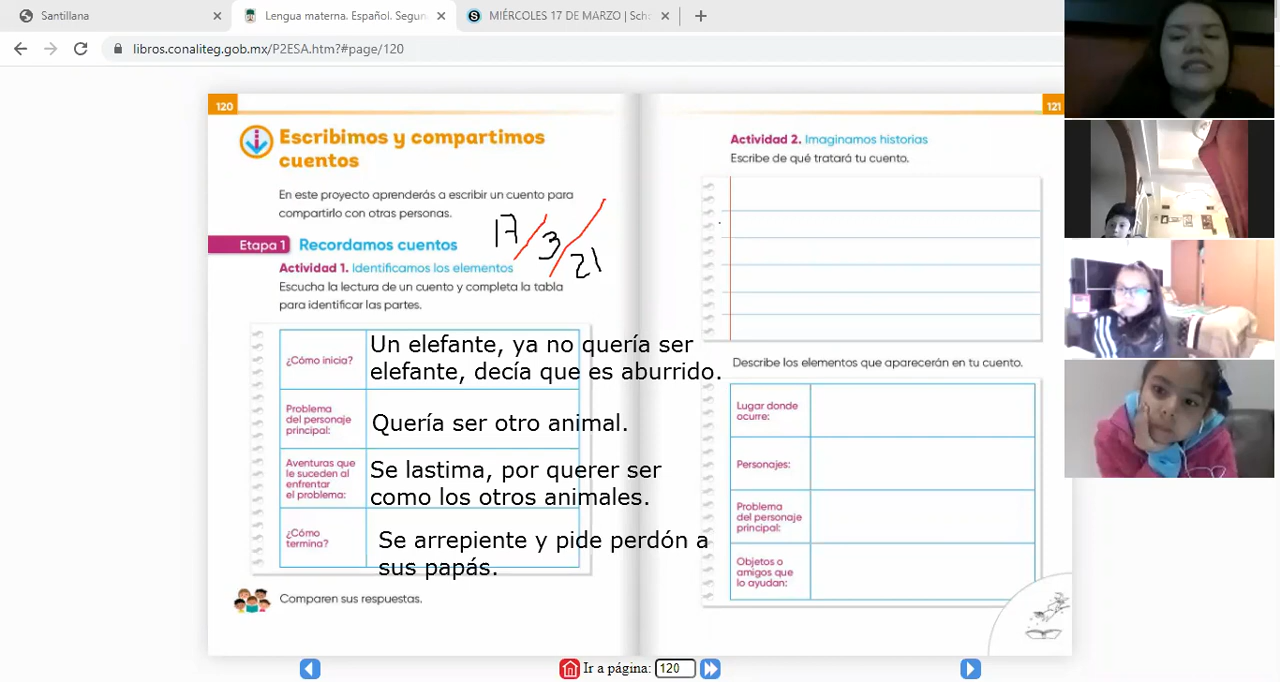 Santillana
Lengua materna. Español. Segun
MIÉRCOLES 17 DE MARZO | Sch
libros.conaliteg.gob.mx/P2ESA.htm?#page/120
120
Escribimos y compartimos
cuentos
En este proyecto aprenderás a escribir un cuento para
compartirlo con otras personas.
17/3/21
Etapa 1 Recordamos cuentos
Actividad 1. Identificamos los elementos
Escucha la lectura de un cuento y completa la tabla
para identificar las partes.
¿Cómo inicia?
Un elefante, ya no quería ser
elefante, decía que es aburrido.
Problema
del personaje
principal:
Quería ser otro animal.
Aventuras que
le suceden al
enfrentar
el problema:
Se lastima, por querer ser
como los otros animales.
¿Cómo
termina?
Se arrepiente y pide perdón a
sus papás.
Comparen sus respuestas.
121
Actividad 2. Imaginamos historias
Escribe de qué tratará tu cuento.
Describe los elementos que aparecerán en tu cuento.
Lugar donde
ocurre:
Personajes:
Problema
del personaje
principal:
Objetos o
amigos que
lo ayudan:
Ir a página: 120